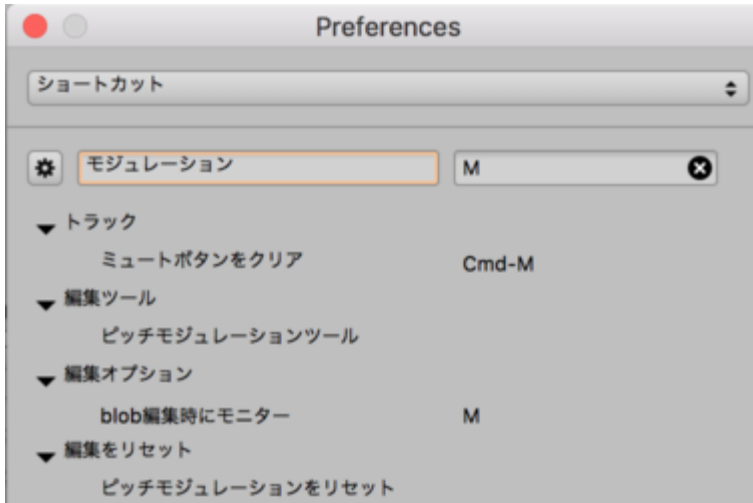 Preferences
ショートカット
モジュレーション M
トラック
ミュートボタンをクリア Cmd-M
編集ツール
ピッチモジュレーションツール
編集オプション
blob編集時にモニター M
編集をリセット
ピッチモジュレーションをリセット